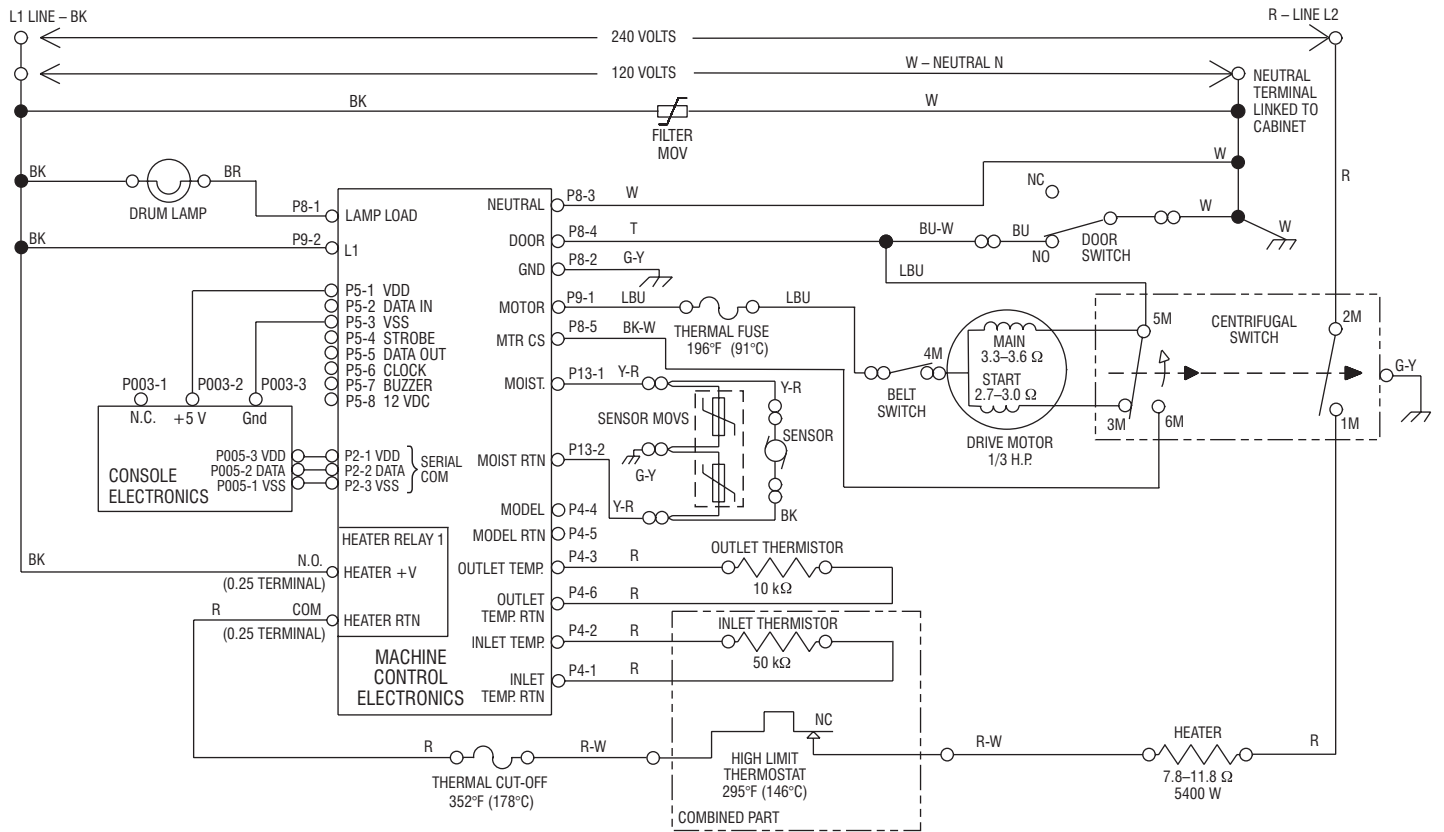 L1 LINE – BK
R – LINE L2
240 VOLTS
120 VOLTS
W – NEUTRAL N
NEUTRAL
TERMINAL
LINKED TO
CABINET
BK
FILTER
MOV
W
BK
DRUM LAMP
BR
P8-1
LAMP LOAD
BK
P9-2
L1
P5-1 VDD
P5-2 DATA IN
P5-3 VSS
P5-4 STROBE
P5-5 DATA OUT
P5-6 CLOCK
P5-7 BUZZER
P5-8 12 VDC
P003-1
P003-2
P003-3
N.C.
+5 V
Gnd
CONSOLE
ELECTRONICS
P005-3 VDD
P005-2 DATA
P005-1 VSS
P2-1 VDD
P2-2 DATA
P2-3 VSS
SERIAL
COM
HEATER RELAY 1
BK
N.O.
(0.25 TERMINAL)
HEATER +V
R
COM
(0.25 TERMINAL)
HEATER RTN
MACHINE
CONTROL
ELECTRONICS
NEUTRAL
P8-3
W
W
DOOR
P8-4
T
BU-W
BU
NC
NO
DOOR
SWITCH
W
W
R
GND
P8-2
G-Y
LBU
MOTOR
P9-1
LBU
THERMAL FUSE
196°F (91°C)
LBU
MTR CS
P8-5
BK-W
4M
BELT
SWITCH
MAIN
3.3–3.6 Ω
START
2.7–3.0 Ω
DRIVE MOTOR
1/3 H.P.
5M
3M
6M
CENTRIFUGAL
SWITCH
2M
1M
G-Y
MOIST.
P13-1
Y-R
SENSOR MOVS
Y-R
SENSOR
G-Y
MOIST RTN
P13-2
Y-R
BK
MODEL
P4-4
MODEL RTN
P4-5
OUTLET TEMP.
P4-3
R
OUTLET THERMISTOR
10 kΩ
OUTLET
TEMP. RTN
P4-6
R
INLET TEMP.
P4-2
R
INLET THERMISTOR
50 kΩ
INLET
TEMP. RTN
P4-1
R
R
THERMAL CUT-OFF
352°F (178°C)
R-W
NC
HIGH LIMIT
THERMOSTAT
295°F (146°C)
COMBINED PART
R-W
HEATER
7.8–11.8 Ω
5400 W
R